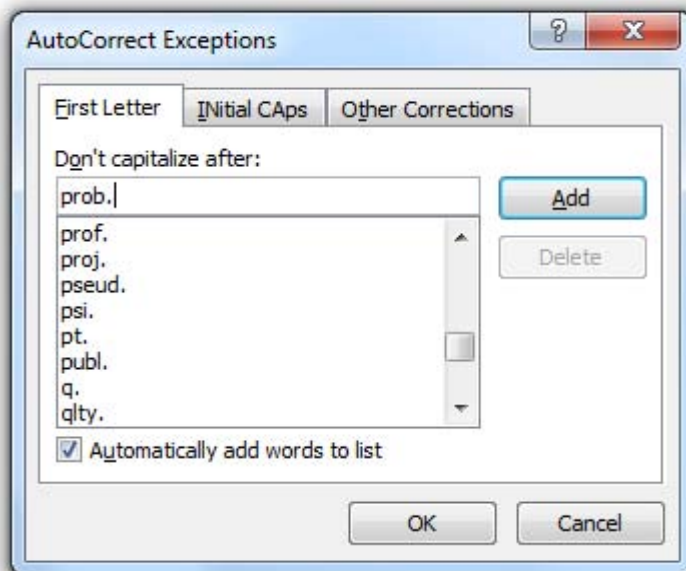 AutoCorrect Exceptions
First Letter
INitial CAps
Other Corrections
Don't capitalize after:
prob.
Add
prof.
proj.
pseud.
psi.
pt.
publ.
q.
qlty.
Delete
Automatically add words to list
OK
Cancel